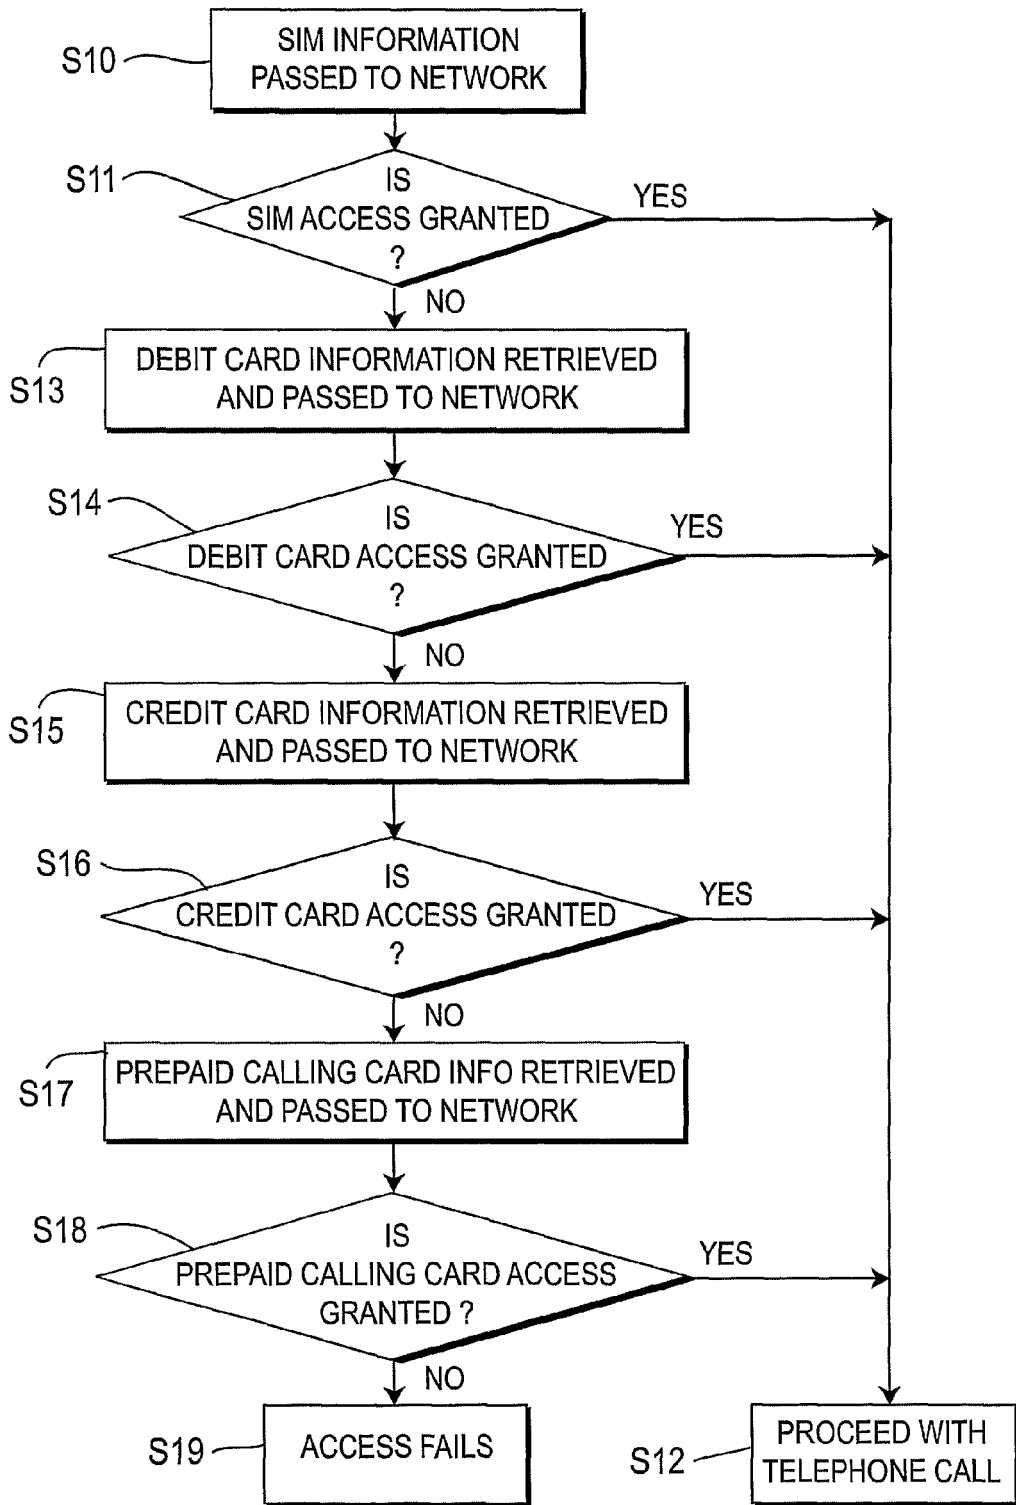 S10
SIM INFORMATION
PASSED TO NETWORK
S11
IS
SIM ACCESS GRANTED
?
YES
NO
S13
DEBIT CARD INFORMATION RETRIEVED
AND PASSED TO NETWORK
S14
IS
DEBIT CARD ACCESS GRANTED
?
YES
NO
S15
CREDIT CARD INFORMATION RETRIEVED
AND PASSED TO NETWORK
S16
IS
CREDIT CARD ACCESS GRANTED
?
YES
NO
S17
PREPAID CALLING CARD INFO RETRIEVED
AND PASSED TO NETWORK
S18
IS
PREPAID CALLING CARD ACCESS
GRANTED ?
YES
NO
S19
ACCESS FAILS
S12
PROCEED WITH
TELEPHONE CALL